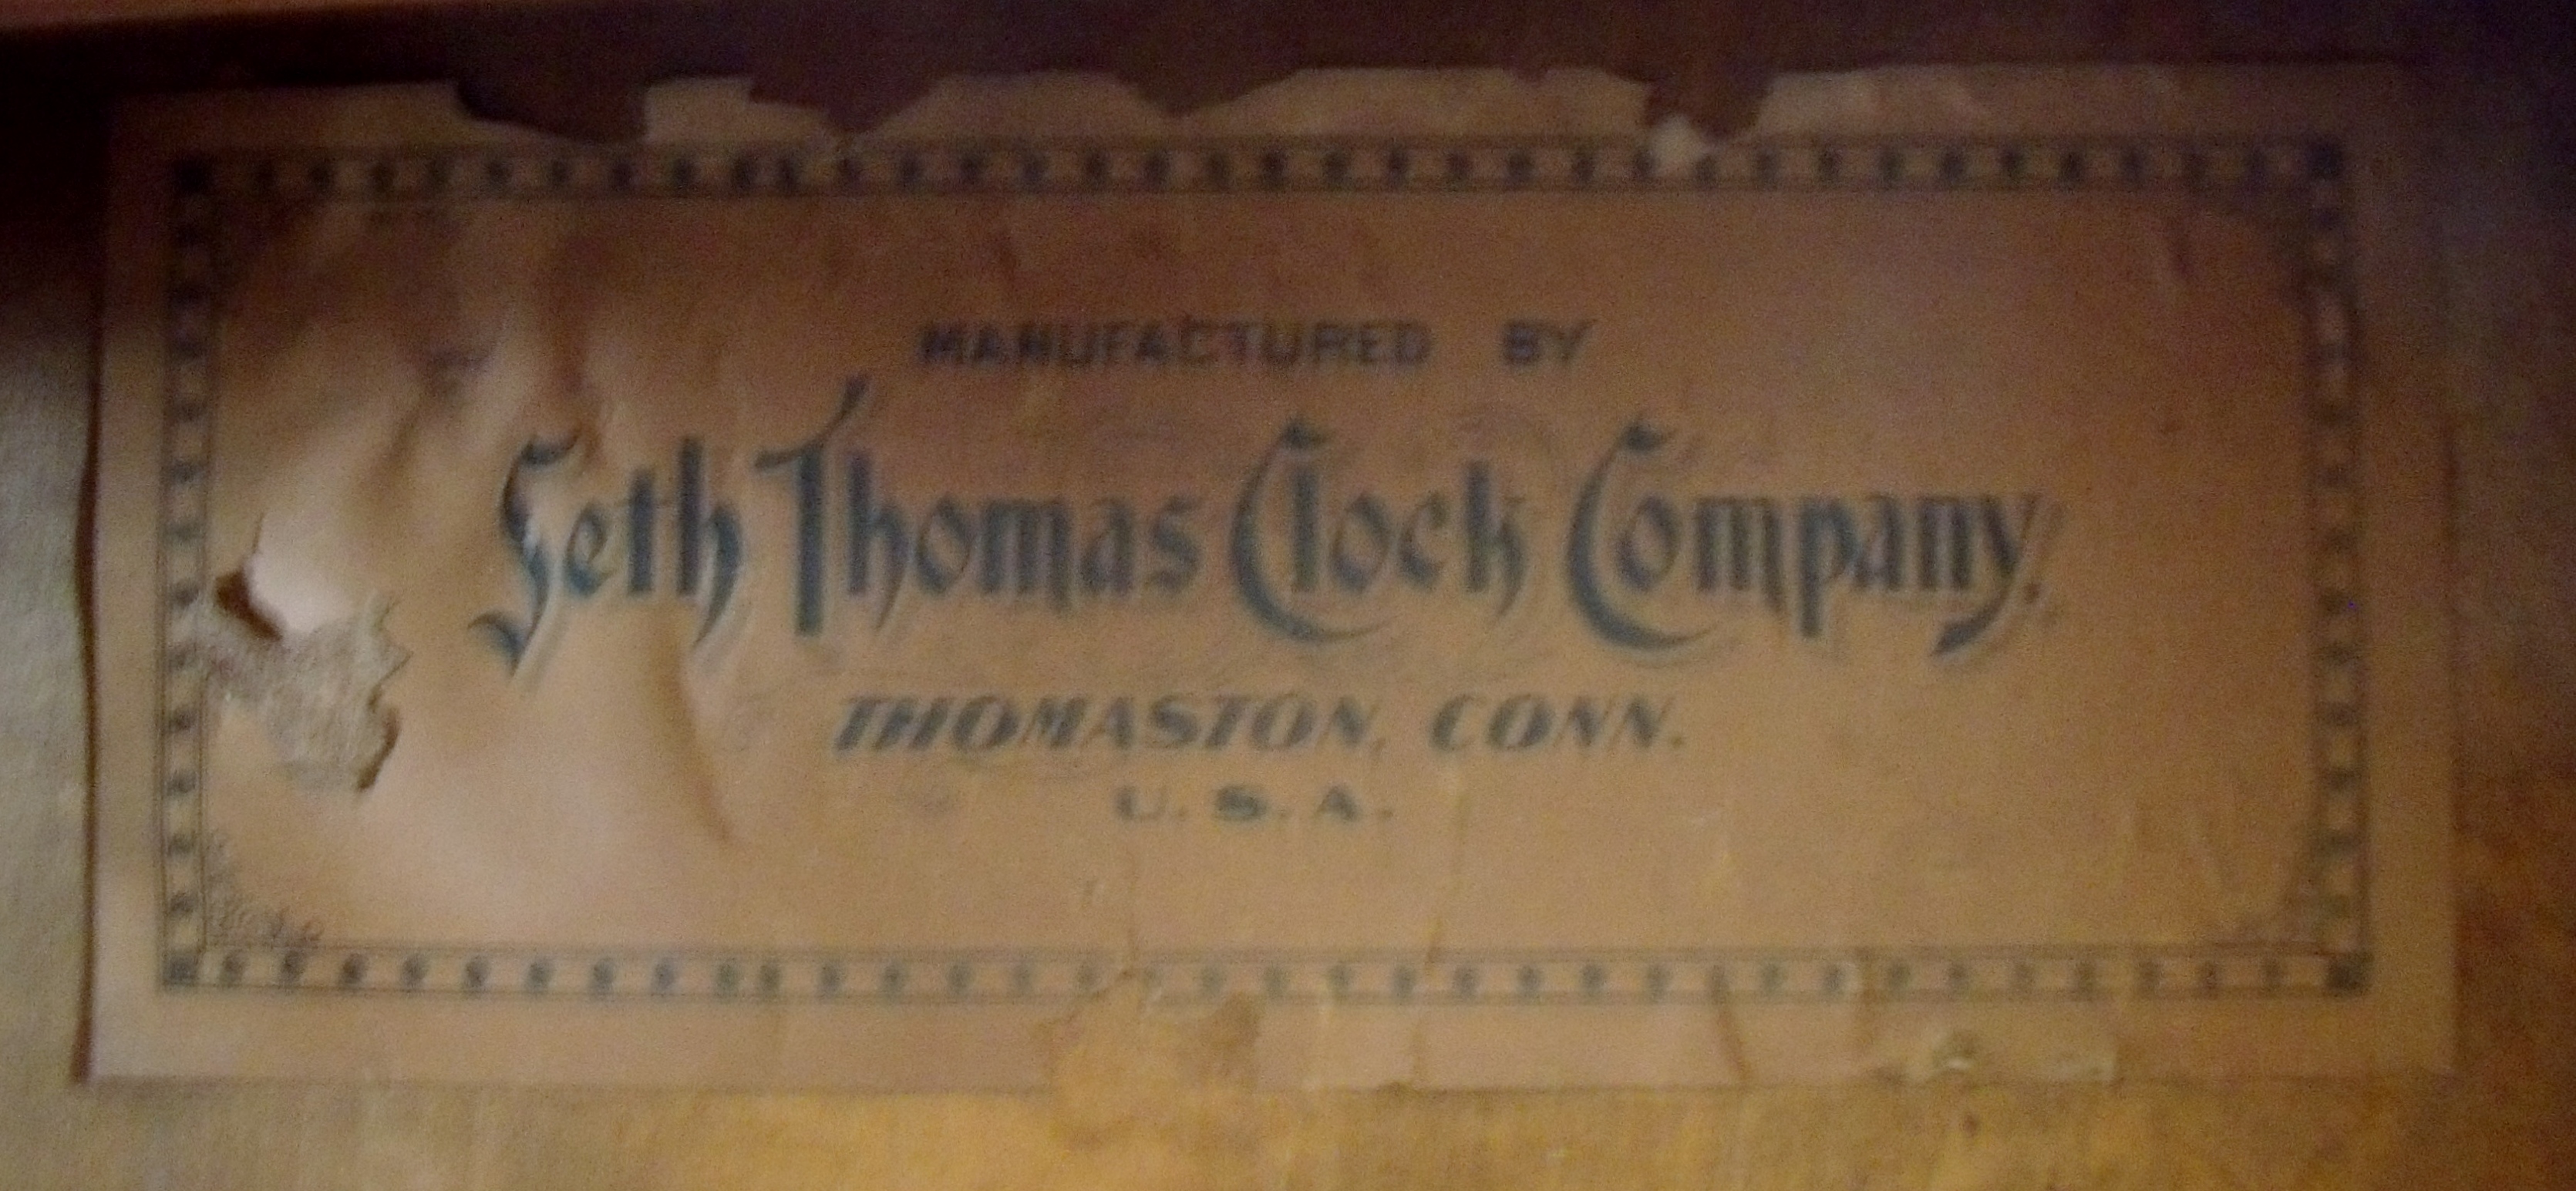 MANUFACTURED BY
Seth Thomas Clock Company.
THOMASTON, CONN.
U. S. A.